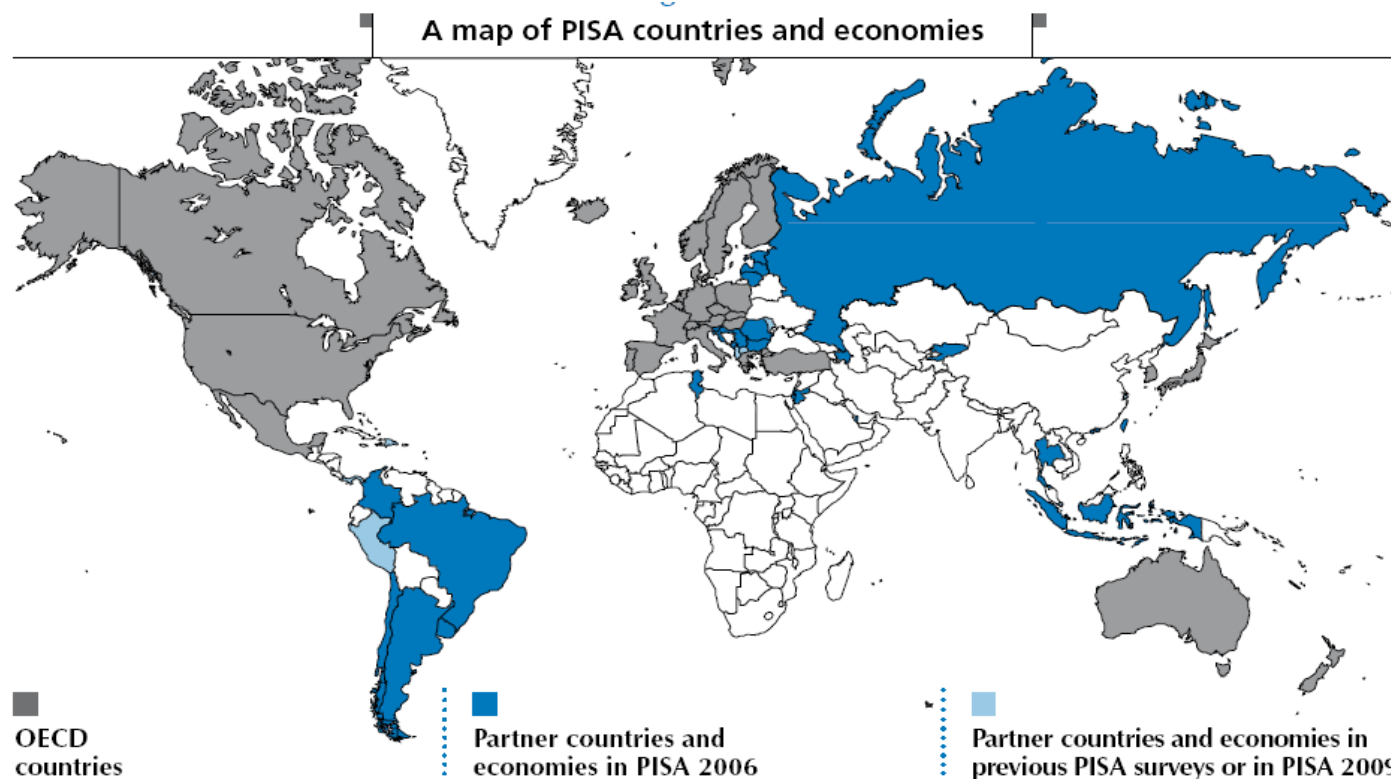 A map of PISA countries and economies
OECD
countries
Partner countries and
economies in PISA 2006
Partner countries and economies in
previous PISA surveys or in 2009